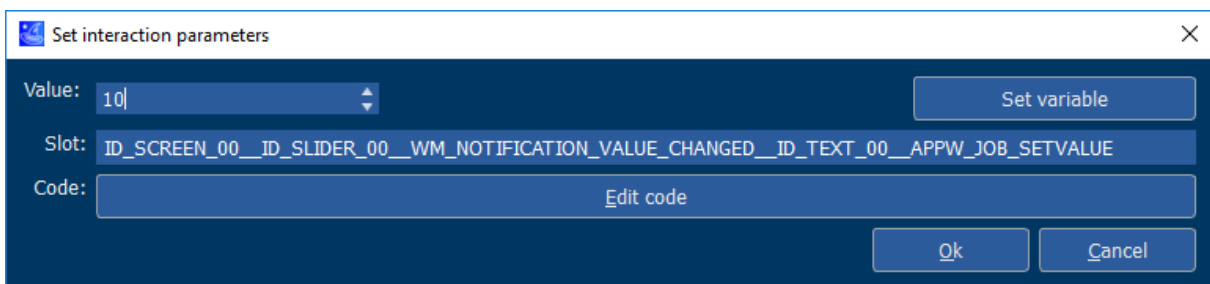 Set interaction parameters
Value: 10 Set variable
Slot: ID_SCREEN_00__ID_SLIDER_00__WM_NOTIFICATION_VALUE_CHANGED__ID_TEXT_00__APPW_JOB_SETVALUE
Code: Edit code
Ok Cancel